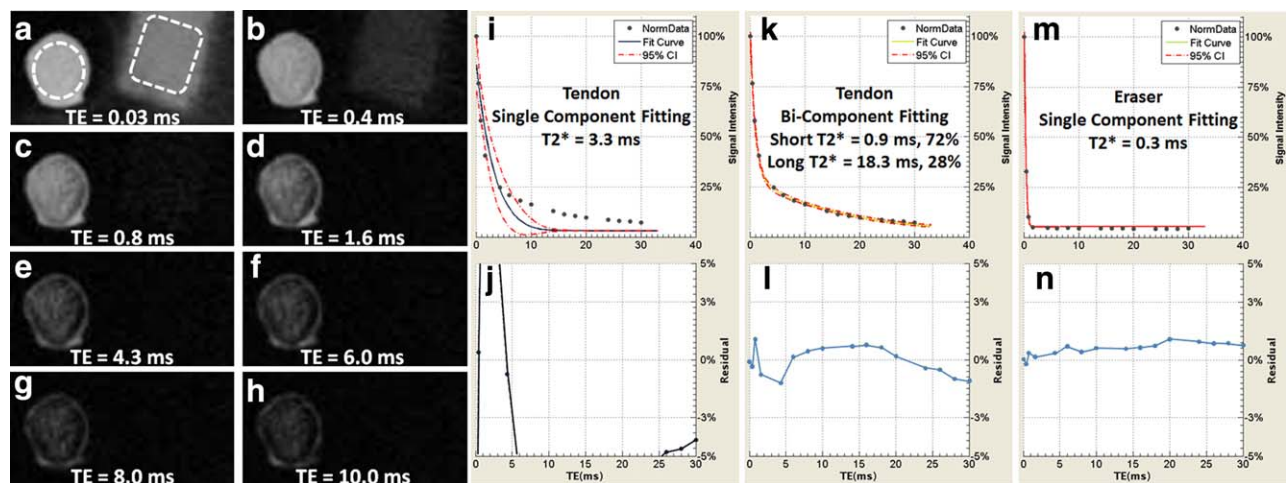 a
TE = 0.03 ms
b
TE = 0.4 ms
c
TE = 0.8 ms
d
TE = 1.6 ms
e
TE = 4.3 ms
f
TE = 6.0 ms
g
TE = 8.0 ms
h
TE = 10.0 ms
i
NormData
Fit Curve
95% CI
Tendon
Single Component Fitting
T2* = 3.3 ms
100%
75%
50%
25%
Signal Intensity
0 10 20 30 40
j
5%
3%
0%
-3%
-5%
Residual
0 5 10 15 20 25 30
TE(ms)
k
NormData
Fit Curve
95% CI
Tendon
Bi-Component Fitting
Short T2* = 0.9 ms, 72%
Long T2* = 18.3 ms, 28%
100%
75%
50%
25%
Signal Intensity
0 10 20 30 40
l
5%
3%
0%
-3%
-5%
Residual
0 5 10 15 20 25 30
TE(ms)
m
NormData
Fit Curve
95% CI
Eraser
Single Component Fitting
T2* = 0.3 ms
100%
75%
50%
25%
Signal Intensity
0 10 20 30 40
n
5%
3%
0%
-3%
-5%
Residual
0 5 10 15 20 25 30
TE(ms)